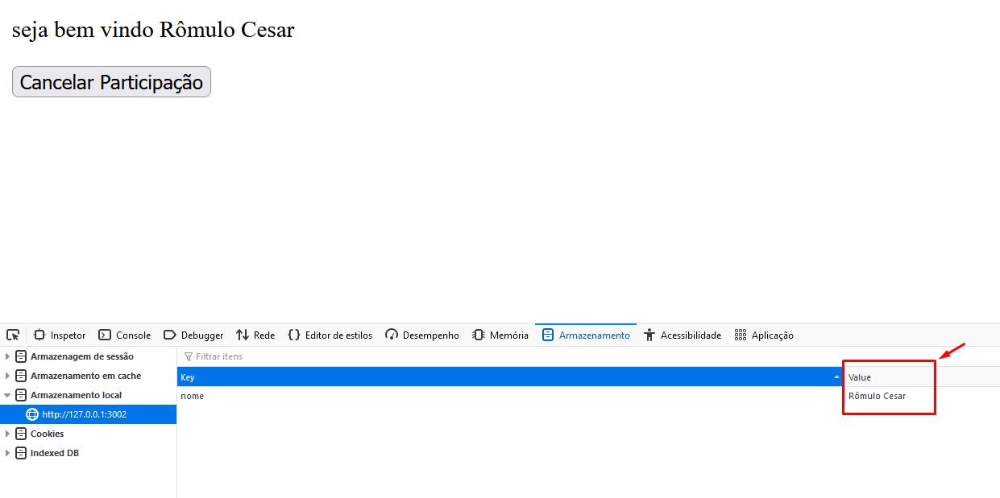 seja bem vindo Rômulo Cesar
Cancelar Participação
Inspetor Console Debugger Rede Editor de estilos Desempenho Memória Armazenamento Acessibilidade Aplicação
Armazenagem de sessão
Armazenamento em cache
Armazenamento local
http://127.0.0.1:3002
Cookies
Indexed DB
Filtrar itens
Key Value
nome Rômulo Cesar